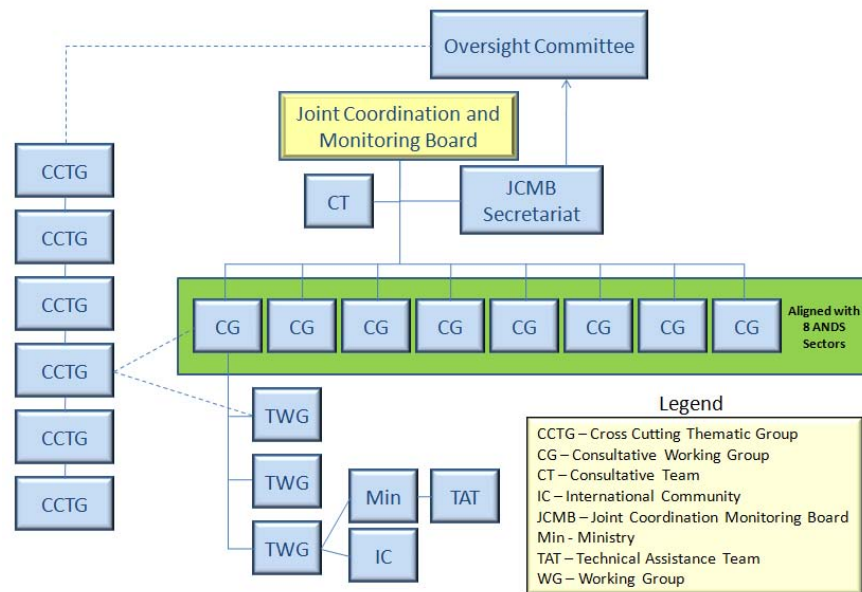 Oversight Committee
Joint Coordination and
Monitoring Board
CCTG
CT
JCMB
Secretariat
CCTG
CCTG
CG
CG
CG
CG
CG
CG
CG
CG
Aligned with
8 ANDS
Sectors
CCTG
TWG
CCTG
TWG
Min
TAT
CCTG
TWG
IC
Legend
CCTG – Cross Cutting Thematic Group
CG – Consultative Working Group
CT – Consultative Team
IC – International Community
JCMB – Joint Coordination Monitoring Board
Min - Ministry
TAT – Technical Assistance Team
WG – Working Group